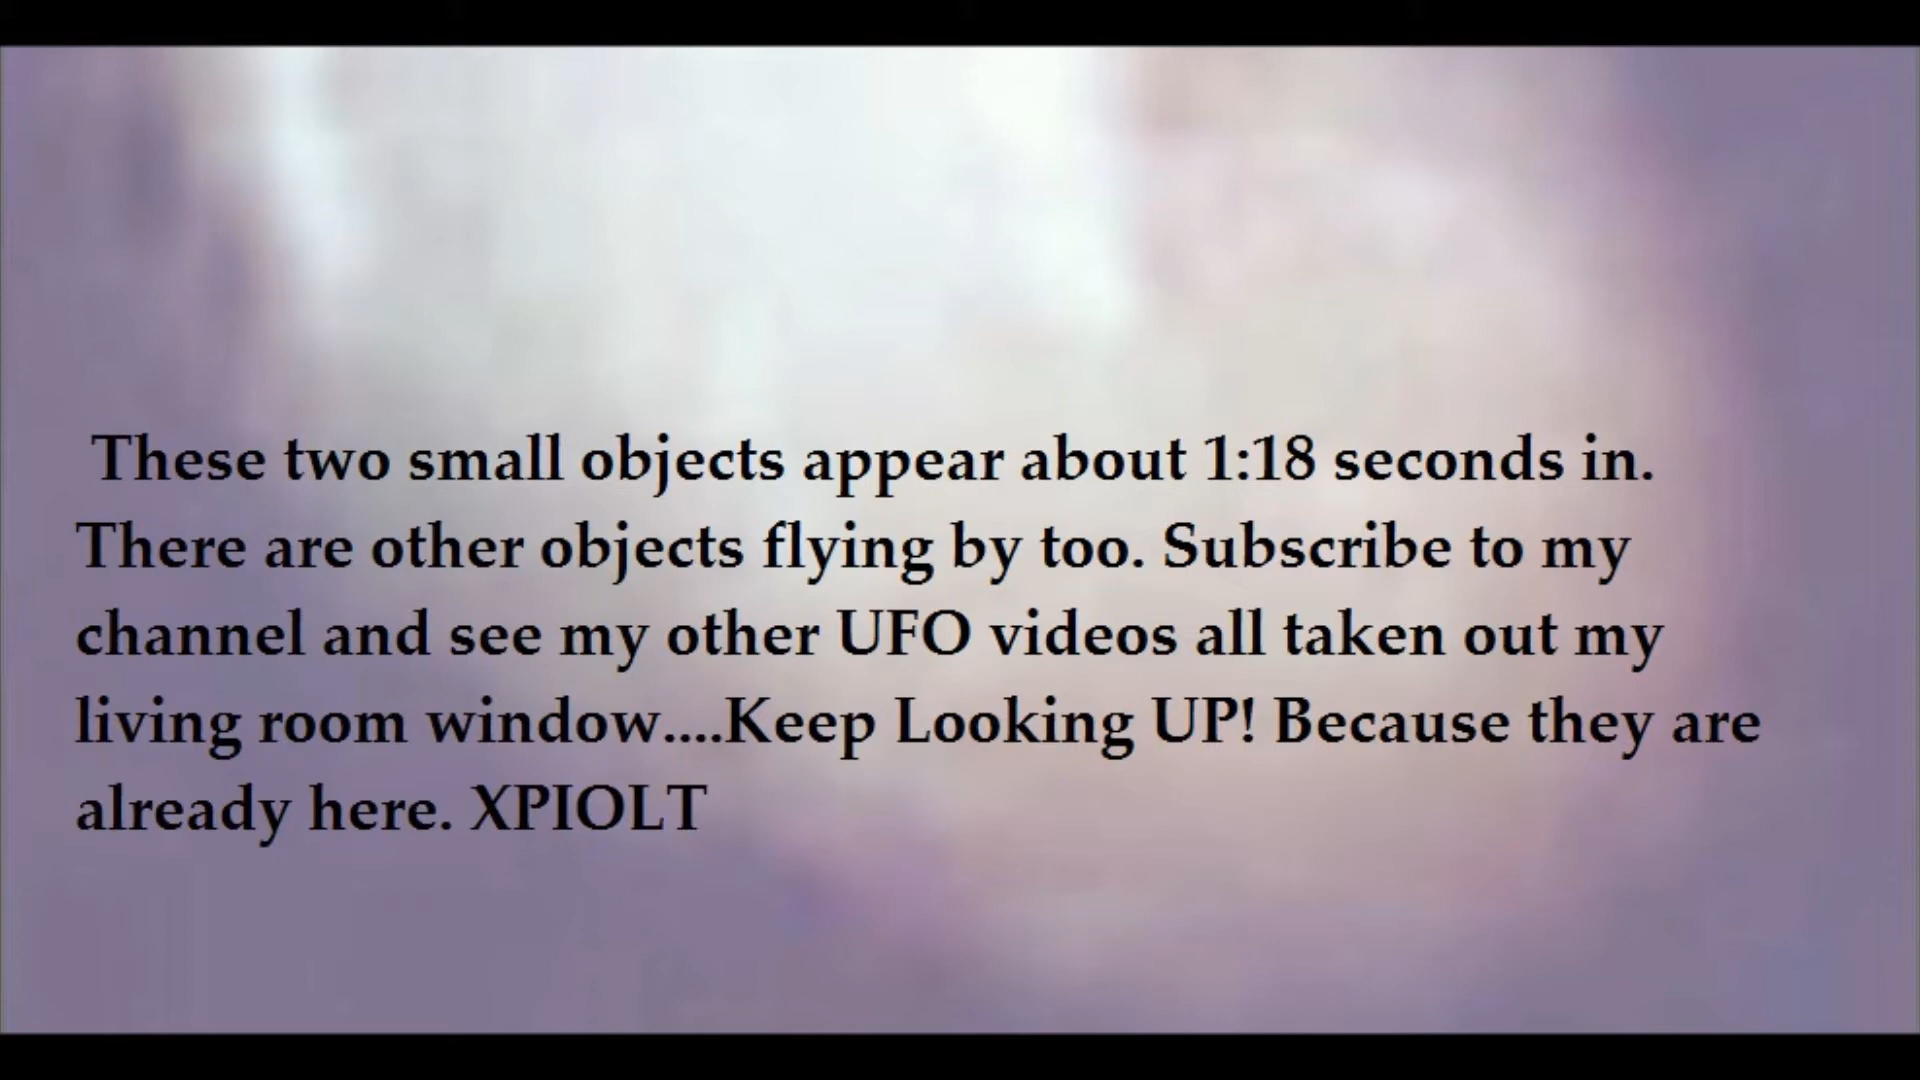 These two small objects appear about 1:18 seconds in.
There are other objects flying by too. Subscribe to my
channel and see my other UFO videos all taken out my
living room window....Keep Looking UP! Because they are
already here. XPIOLT